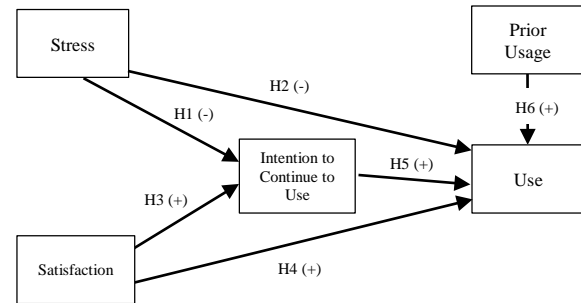 Stress
Prior
Usage
H2 (-)
H6 (+)
H1 (-)
Intention to
Continue to
Use
H5 (+)
Use
H3 (+)
Satisfaction
H4 (+)